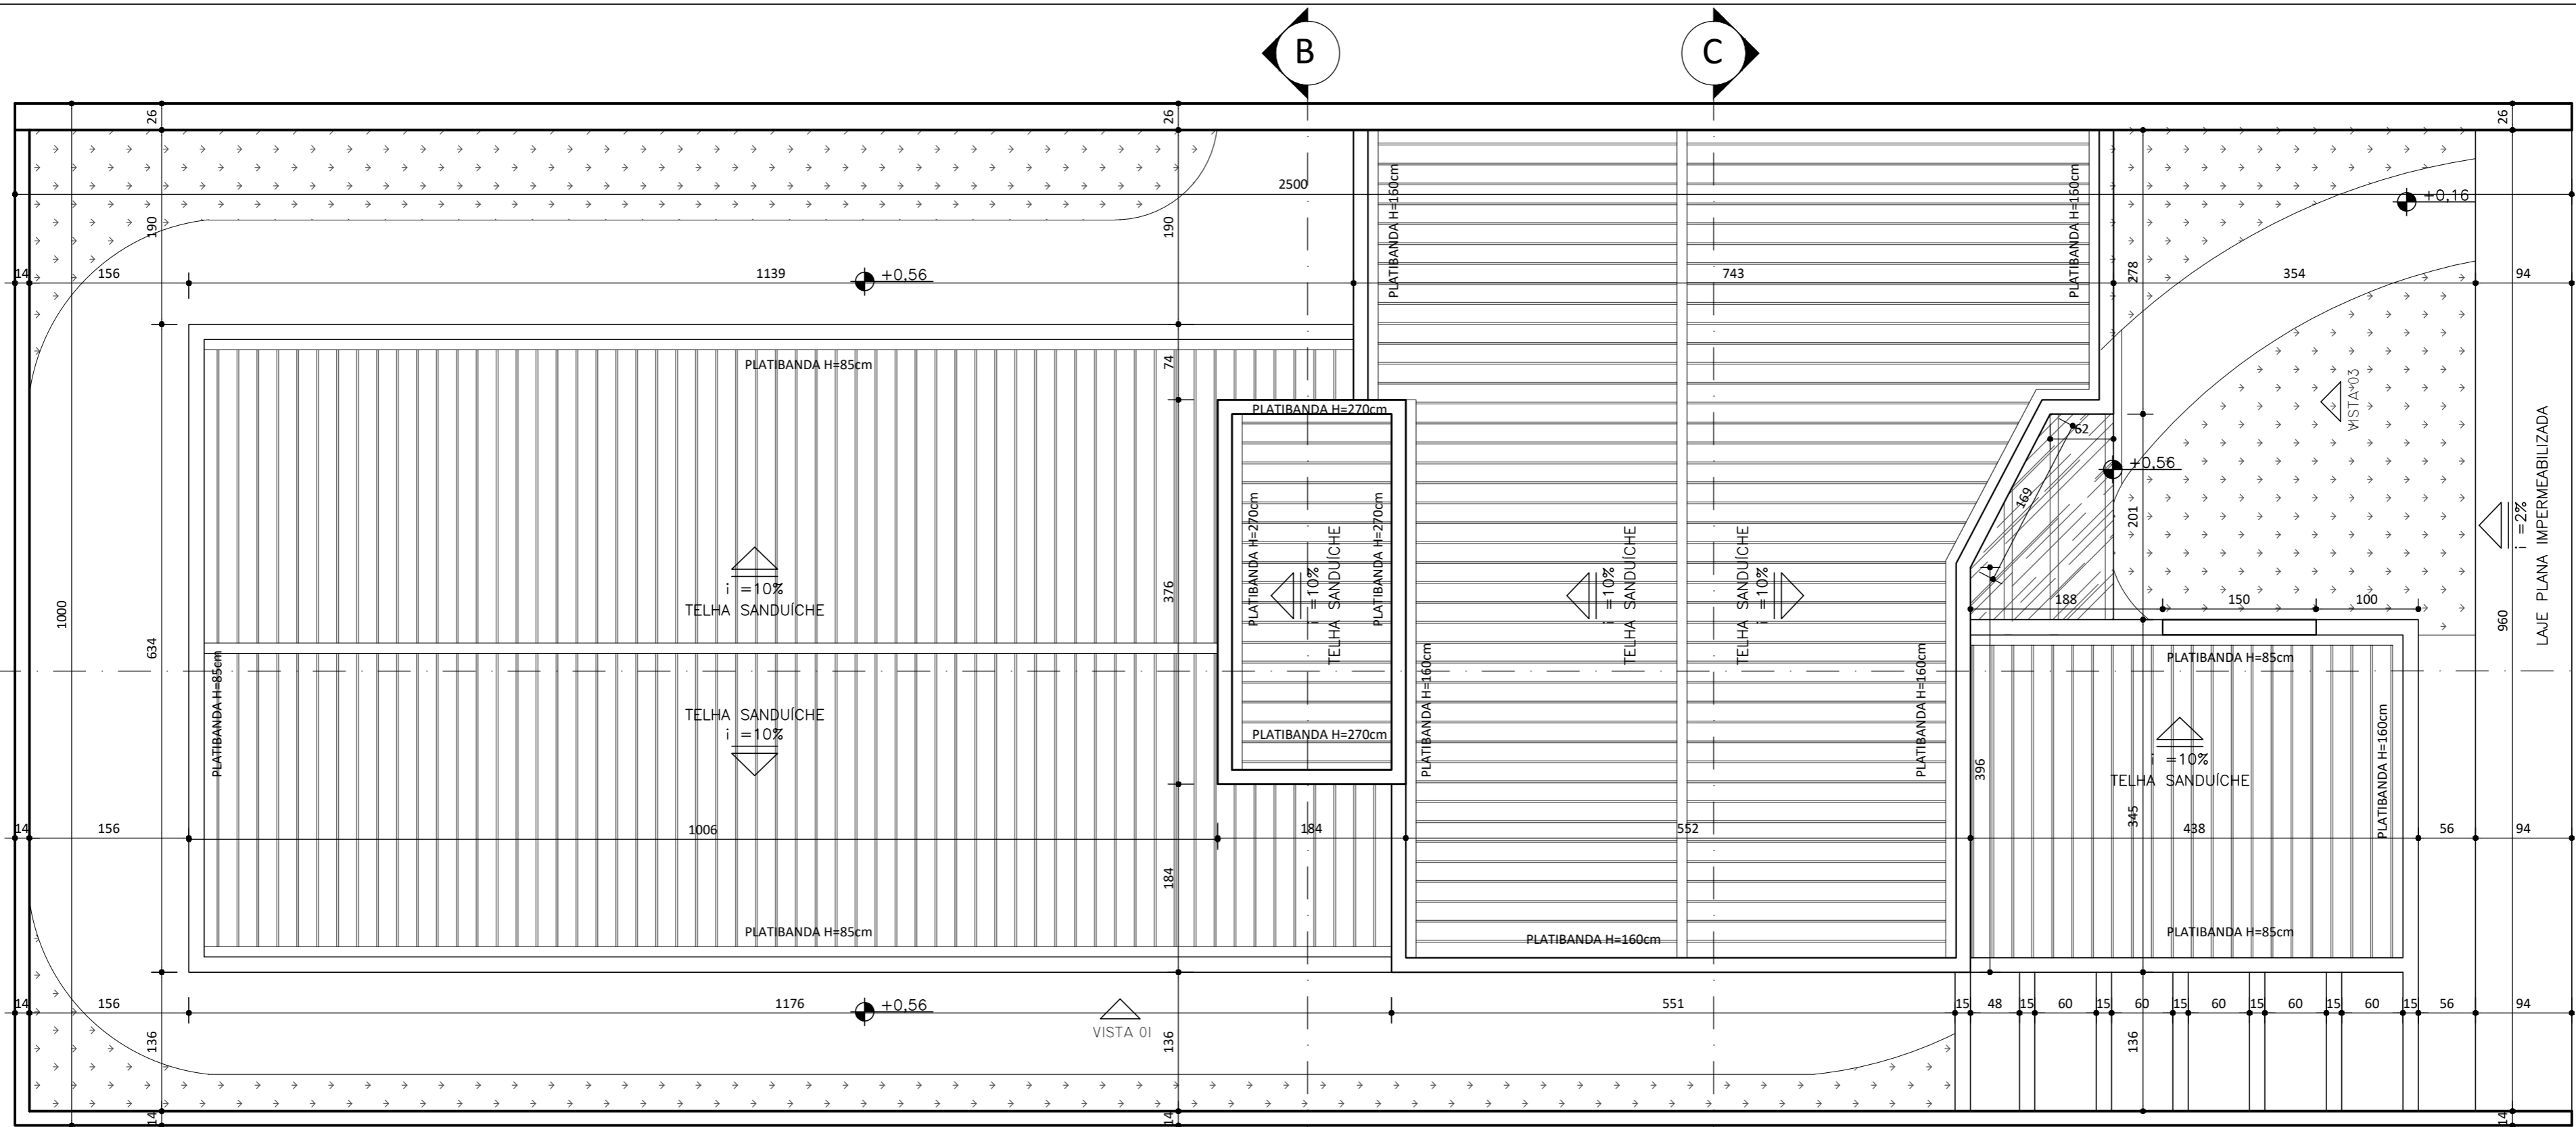 B
C
26
26
26
2500
190
190
+0,16
PLATIBANDA H=160cm
PLATIBANDA H=160cm
14
156
1139
+0,56
743
278
354
94
74
PLATIBANDA H=85cm
VISTA 03
PLATIBANDA H=270cm
62
+0,56
169
201
LAJE PLANA IMPERMEABILIZADA
i =2%
PLATIBANDA H=270cm
PLATIBANDA H=270cm
i =10%
TELHA SANDUÍCHE
i =10%
TELHA SANDUÍCHE
i =10%
TELHA SANDUÍCHE
TELHA SANDUÍCHE
i =10%
376
1000
634
188
150
100
960
PLATIBANDA H=85cm
PLATIBANDA H=85cm
TELHA SANDUÍCHE
i =10%
PLATIBANDA H=270cm
PLATIBANDA H=160cm
PLATIBANDA H=160cm
396
i =10%
TELHA SANDUÍCHE
PLATIBANDA H=160cm
345
14
156
1006
184
552
438
56
94
184
PLATIBANDA H=85cm
PLATIBANDA H=160cm
PLATIBANDA H=85cm
14
156
1176
+0,56
551
15
48
15
60
15
60
15
60
15
60
15
60
15
56
94
VISTA 01
136
136
136
14
14
14